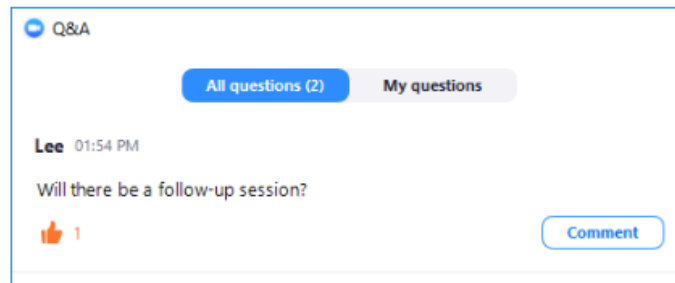 Q&A
All questions (2) My questions
Lee 01:54 PM
Will there be a follow-up session?
1 Comment